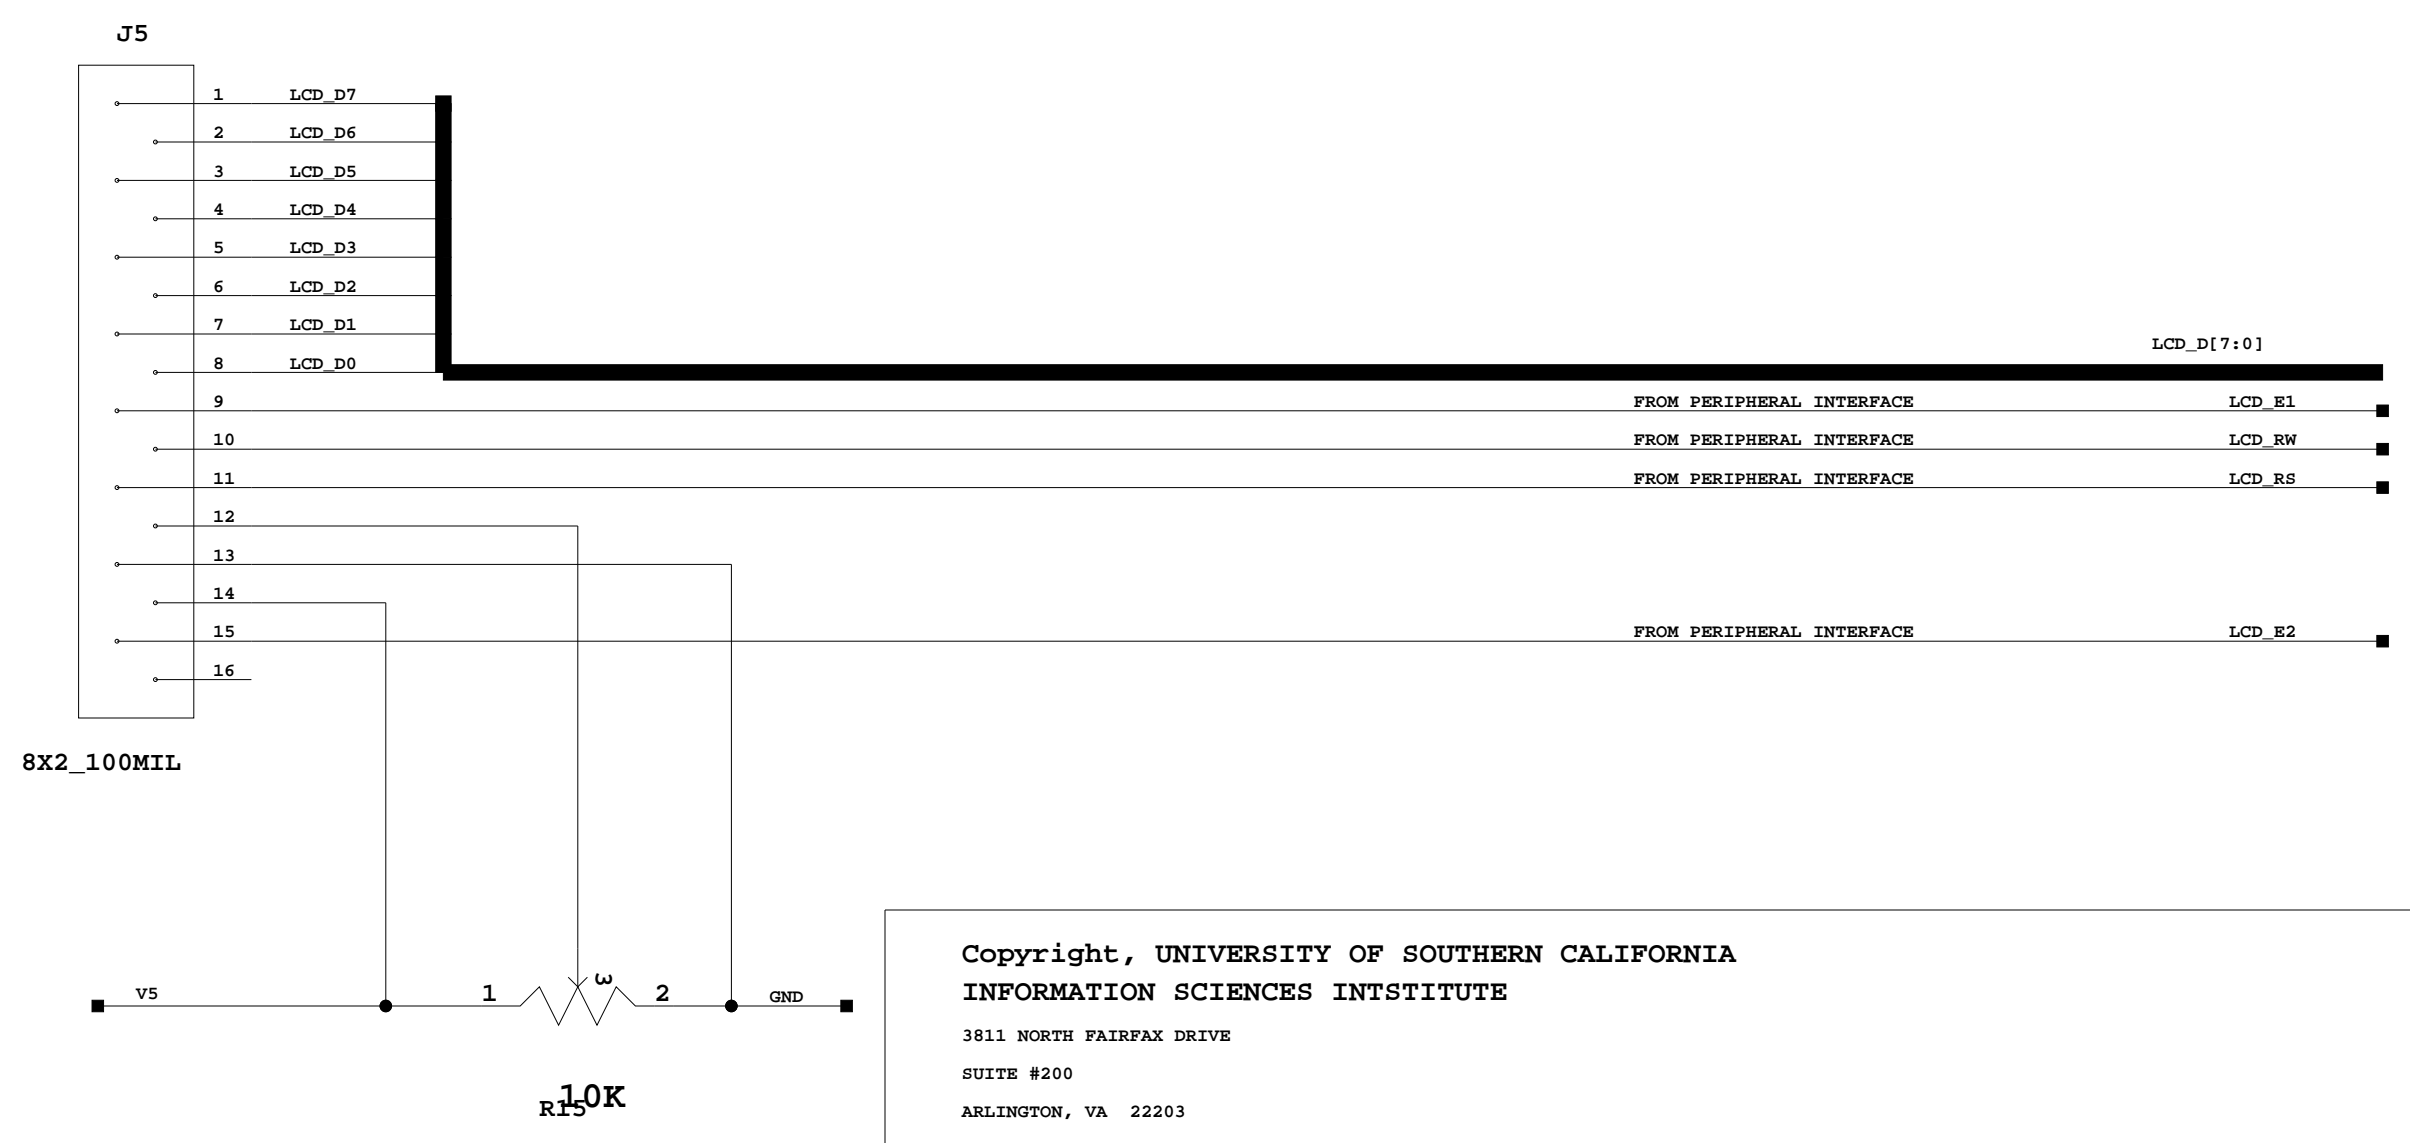 J5
1 LCD_D7
2 LCD_D6
3 LCD_D5
4 LCD_D4
5 LCD_D3
6 LCD_D2
7 LCD_D1
LCD_D[7:0]
8 LCD_D0
9 FROM PERIPHERAL INTERFACE LCD_E1
10 FROM PERIPHERAL INTERFACE LCD_RW
11 FROM PERIPHERAL INTERFACE LCD_RS
12
13
14
15 FROM PERIPHERAL INTERFACE LCD_E2
16
8X2_100MIL
V5 1 3 2 GND
10K
R15
Copyright, UNIVERSITY OF SOUTHERN CALIFORNIA
INFORMATION SCIENCES INTSTITUTE
3811 NORTH FAIRFAX DRIVE
SUITE #200
ARLINGTON, VA 22203